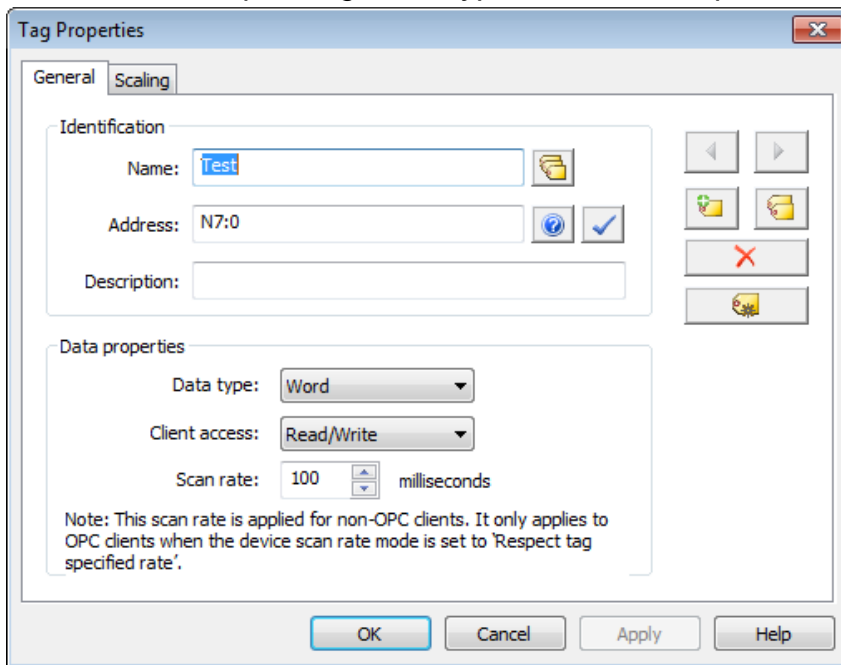 Tag Properties
General Scaling
Identification
Name: Test
Address: N7:0
Description:
Data properties
Data type: Word
Client access: Read/Write
Scan rate: 100 milliseconds
Note: This scan rate is applied for non-OPC clients. It only applies to
OPC clients when the device scan rate mode is set to 'Respect tag
specified rate'.
OK Cancel Apply Help